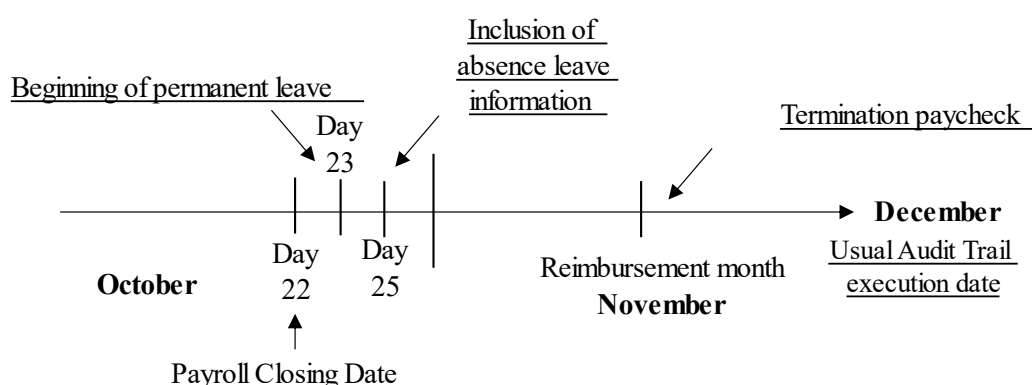 Inclusion of
absence leave
information
Beginning of permanent leave
Day
23
Termination paycheck
December
Usual Audit Trail
execution date
October
Day
22
Day
25
Reimbursement month
November
Payroll Closing Date